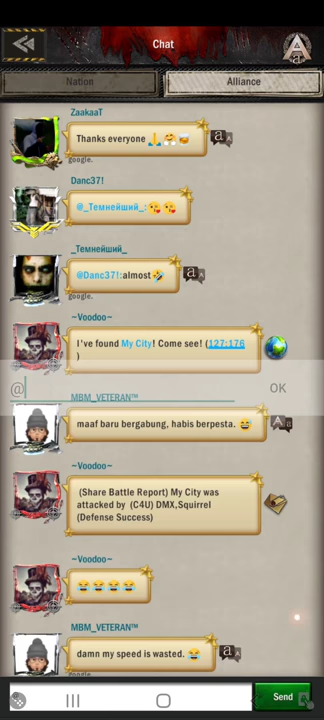 Chat
Nation
Alliance
ZaakaaT
Thanks everyone 🙏🤗🍻
google.
Danc37!
@_Темнейший_:😘😘
_Темнейший_
@Danc37!:almost🤣
google.
~Voodoo~
I've found My City! Come see! (127:176
)
@
OK
MBM_VETERAN™
maaf baru bergabung, habis berpesta. 😅
~Voodoo~
(Share Battle Report) My City was
attacked by (C4U) DMX,Squirrel
(Defense Success)
~Voodoo~
😂😂😂😂
MBM_VETERAN™
damn my speed is wasted. 😂
google.
Send